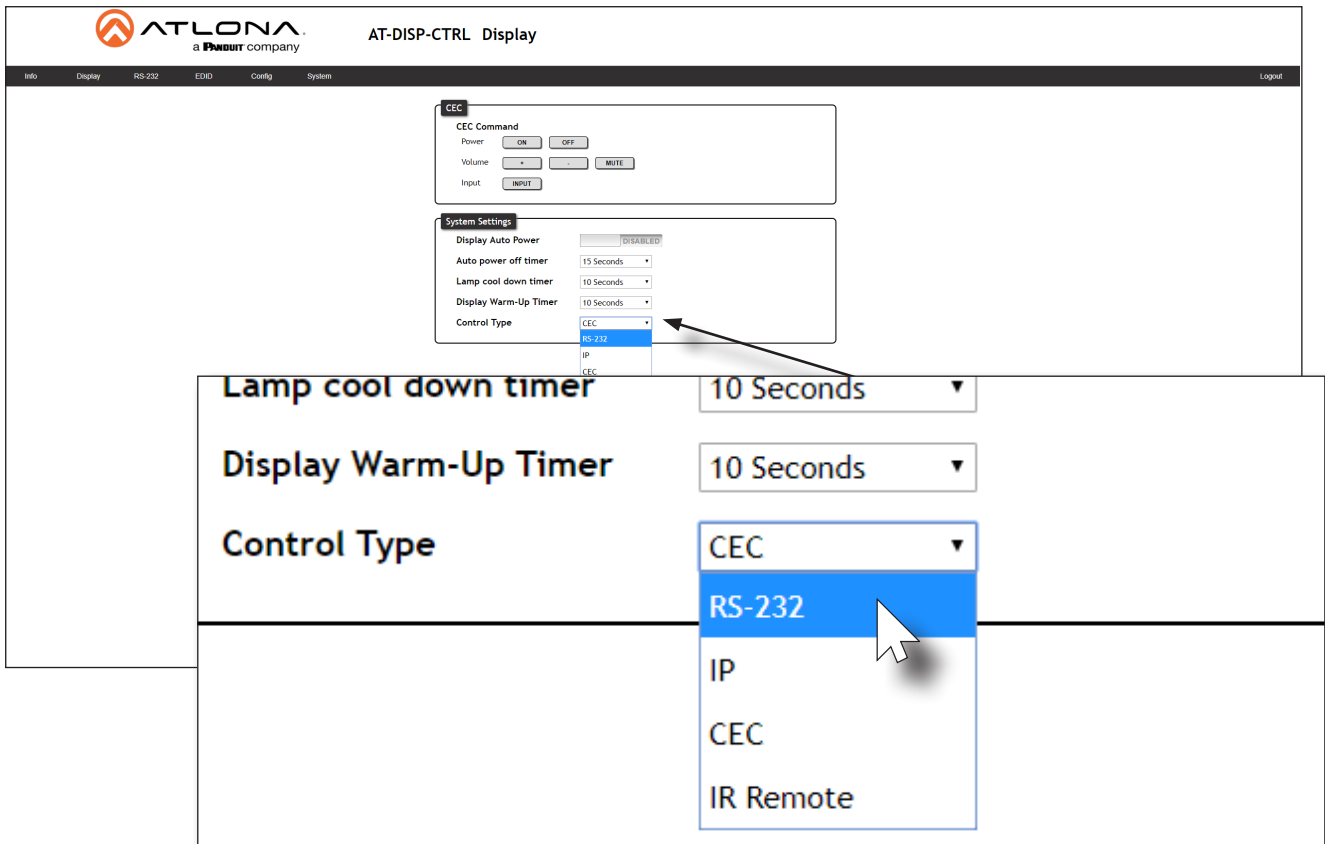 ATLONA.
a PANDUIT company
AT-DISP-CTRL Display
Info Display RS-232 EDID Config System Logout
CEC
CEC Command
Power ON OFF
Volume + - MUTE
Input INPUT
System Settings
Display Auto Power DISABLED
Auto power off timer 15 Seconds
Lamp cool down timer 10 Seconds
Display Warm-Up Timer 10 Seconds
Control Type CEC
RS-232
IP
CEC
Lamp cool down timer 10 Seconds
Display Warm-Up Timer 10 Seconds
Control Type CEC
RS-232
IP
CEC
IR Remote